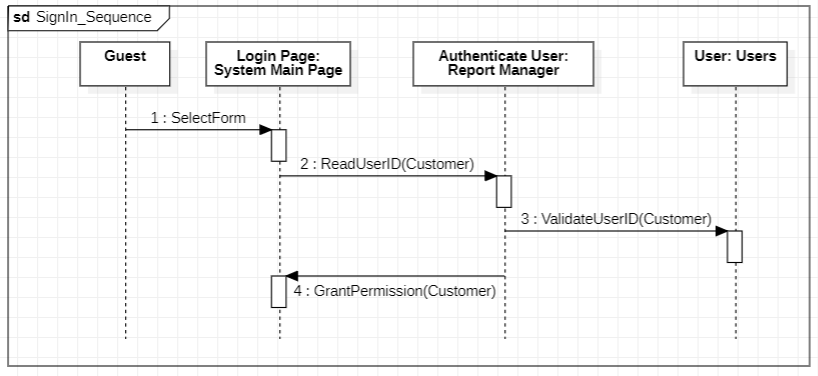 sd SignIn_Sequence
Guest
Login Page:
System Main Page
Authenticate User:
Report Manager
User: Users
1 : SelectForm
2 : ReadUserID(Customer)
3 : ValidateUserID(Customer)
4 : GrantPermission(Customer)